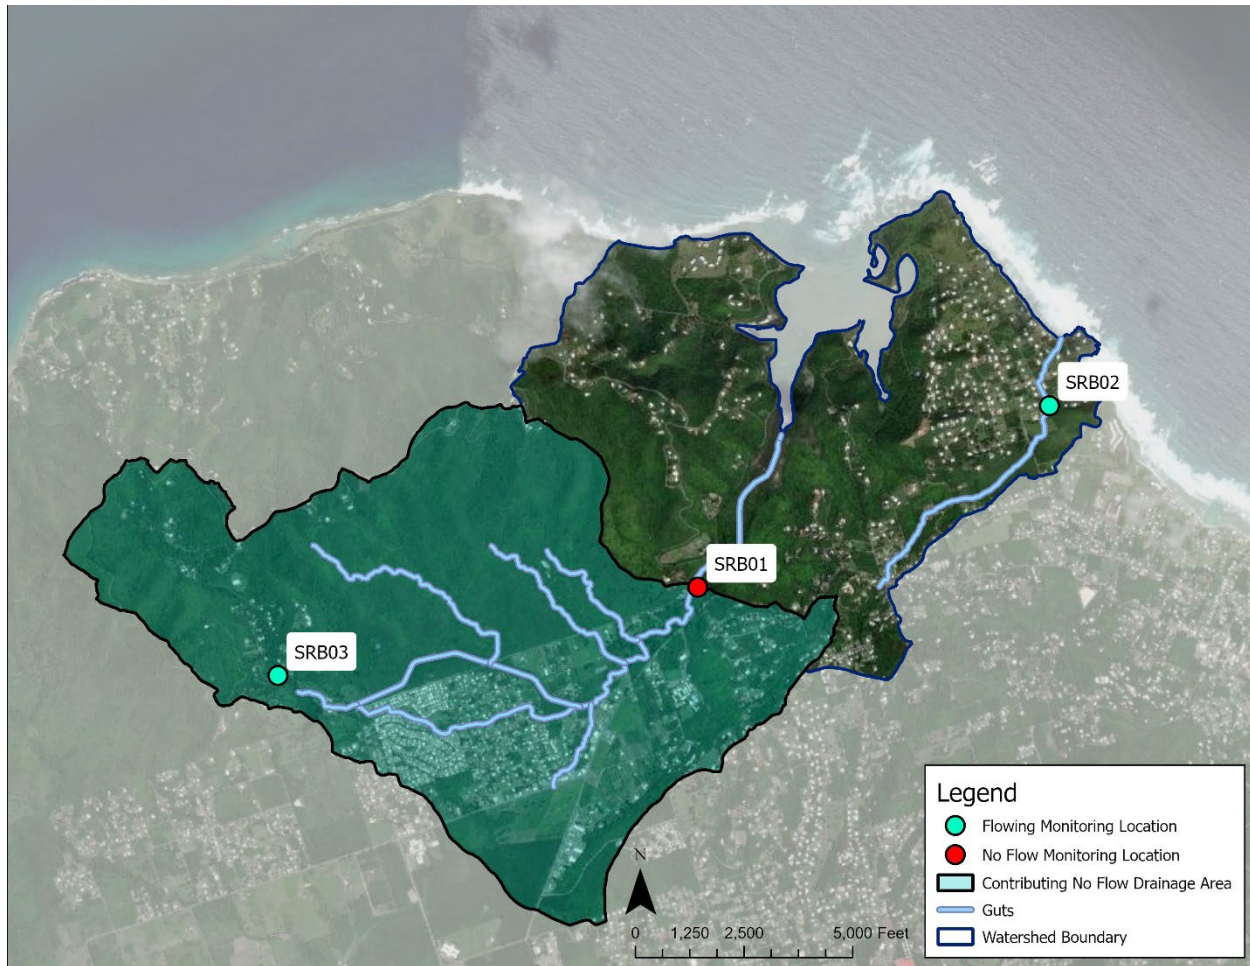 SRB02
SRB01
SRB03
Legend
Flowing Monitoring Location
No Flow Monitoring Location
Contributing No Flow Drainage Area
Guts
Watershed Boundary
N
0 1,250 2,500 5,000 Feet